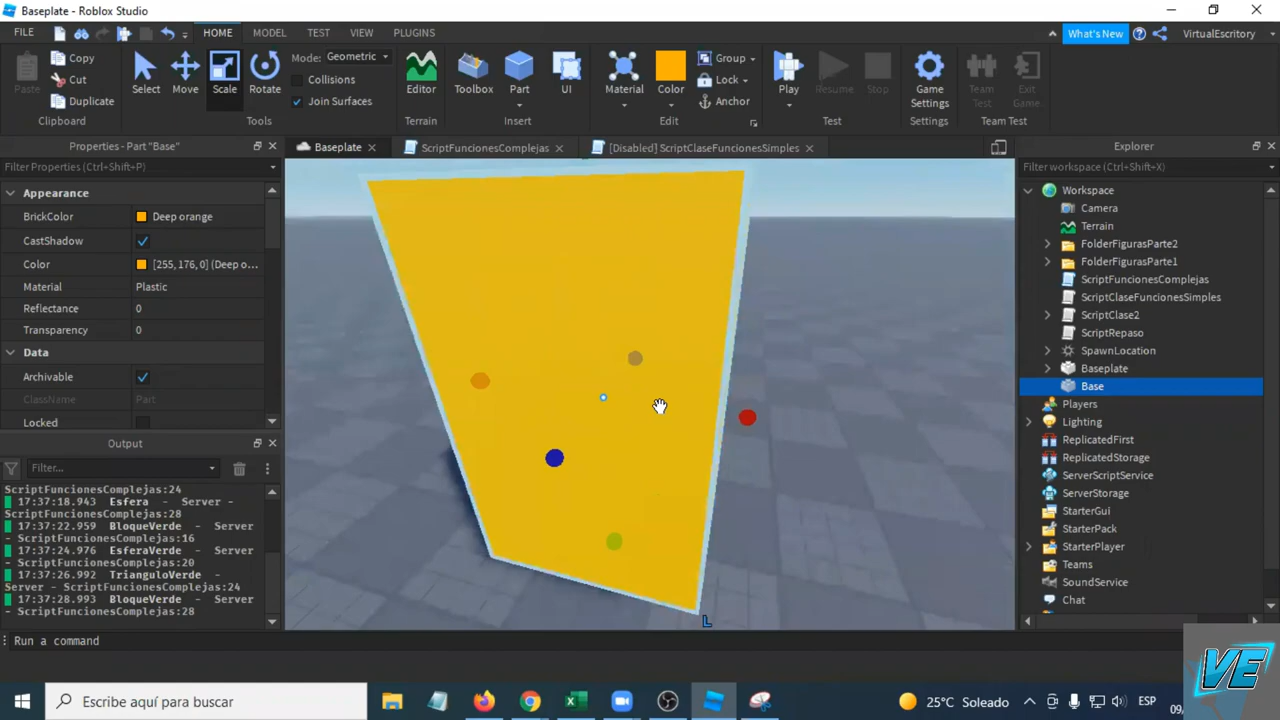 Baseplate - Roblox Studio
FILE HOME MODEL TEST VIEW PLUGINS What's New VirtualEscritory
Paste Copy Cut Duplicate Clipboard
Select Move Scale Rotate Mode: Geometric Collisions Join Surfaces Tools
Editor Terrain
Toolbox Part UI Insert
Material Color Group Lock Anchor Edit
Play Resume Stop Test
Game Settings Settings
Team Test Exit Game Team Test
Properties - Part "Base"
Filter Properties (Ctrl+Shift+P)
Appearance
BrickColor Deep orange
CastShadow
Color [255, 176, 0] (Deep o...
Material Plastic
Reflectance 0
Transparency 0
Data
Archivable
ClassName Part
Locked
Output
Filter...
ScriptFuncionesComplejas:24
17:37:18.943 Esfera - Server -
ScriptFuncionesComplejas:28
17:37:22.959 BloqueVerde - Server
- ScriptFuncionesComplejas:16
17:37:24.976 EsferaVerde - Server
- ScriptFuncionesComplejas:20
17:37:26.992 TrianguloVerde -
Server - ScriptFuncionesComplejas:24
17:37:28.993 BloqueVerde - Server
- ScriptFuncionesComplejas:28
Baseplate ScriptFuncionesComplejas [Disabled] ScriptClaseFuncionesSimples
L
Explorer
Filter workspace (Ctrl+Shift+X)
Workspace
Camera
Terrain
FolderFigurasParte2
FolderFigurasParte1
ScriptFuncionesComplejas
ScriptClaseFuncionesSimples
ScriptClase2
ScriptRepaso
SpawnLocation
Baseplate
Base
Players
Lighting
ReplicatedFirst
ReplicatedStorage
ServerScriptService
ServerStorage
StarterGui
StarterPack
StarterPlayer
Teams
SoundService
Chat
Run a command
VE
Escribe aquí para buscar
25°C Soleado
ESP
09/